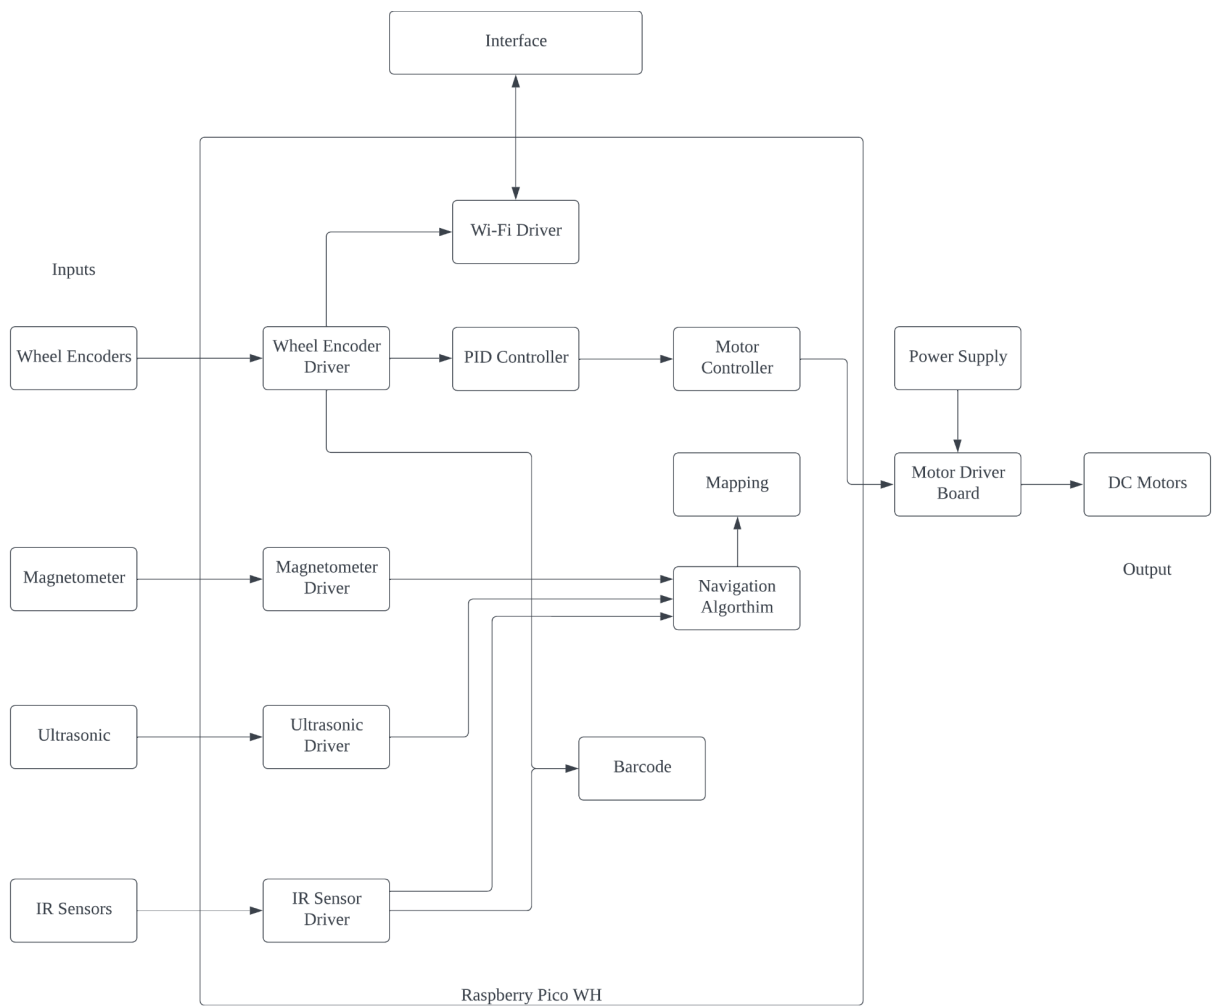 Interface
Wi-Fi Driver
Inputs
Wheel Encoders
Wheel Encoder
Driver
PID Controller
Motor
Controller
Power Supply
Mapping
Motor Driver
Board
DC Motors
Magnetometer
Magnetometer
Driver
Navigation
Algorthim
Output
Ultrasonic
Ultrasonic
Driver
Barcode
IR Sensors
IR Sensor
Driver
Raspberry Pico WH